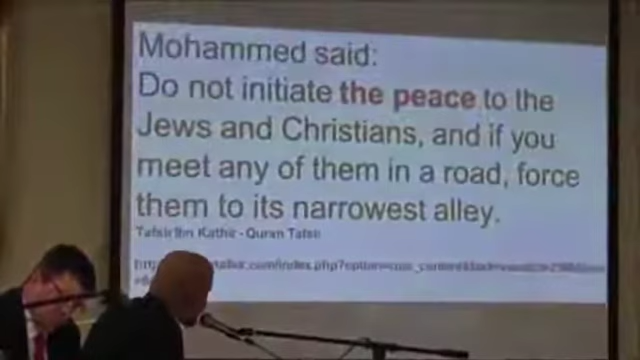 Mohammed said:
Do not initiate the peace to the
Jews and Christians, and if you
meet any of them in a road, force
them to its narrowest alley.
Tafsir Ibn Kathir - Quran Tafsir